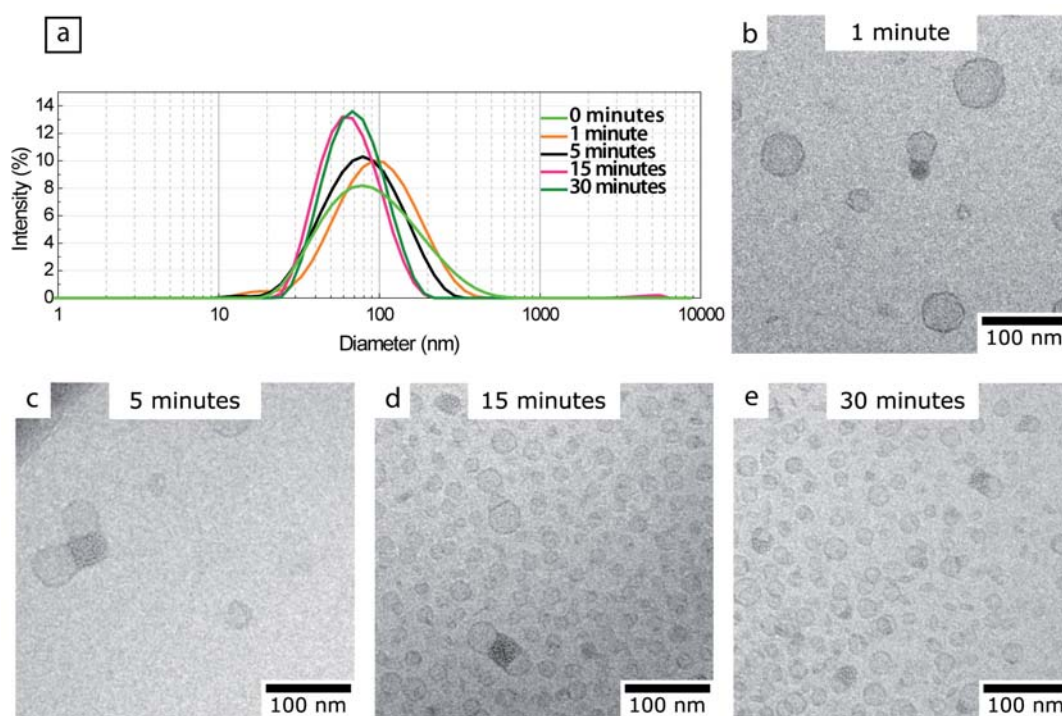 a
14
12
10
8
6
4
2
0
Intensity (%)
1
10
100
1000
10000
Diameter (nm)
0 minutes
1 minute
5 minutes
15 minutes
30 minutes
b
1 minute
100 nm
c
5 minutes
100 nm
d
15 minutes
100 nm
e
30 minutes
100 nm